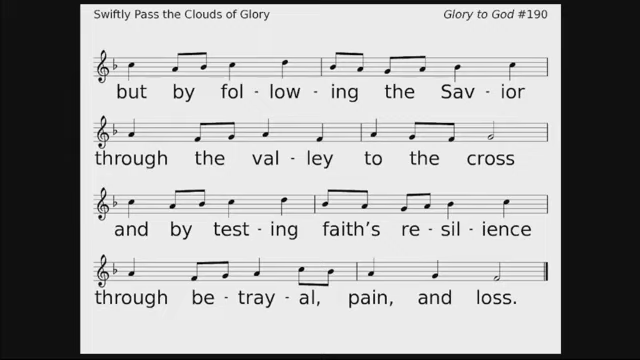 Swiftly Pass the Clouds of Glory
Glory to God #190
but by fol - low - ing the Sav - ior
through the val - ley to the cross
and by test - ing faith's re - sil - ience
through be - tray - al, pain, and loss.